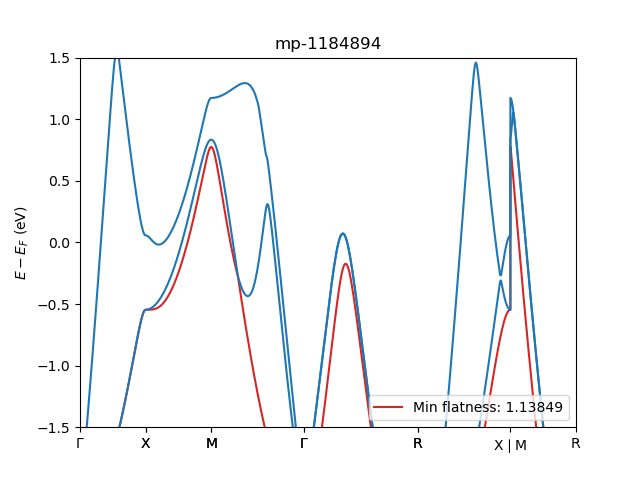 mp-1184894
E − E_F (eV)
1.5
1.0
0.5
0.0
−0.5
−1.0
−1.5
Min flatness: 1.13849
Γ X M Γ R X | M R